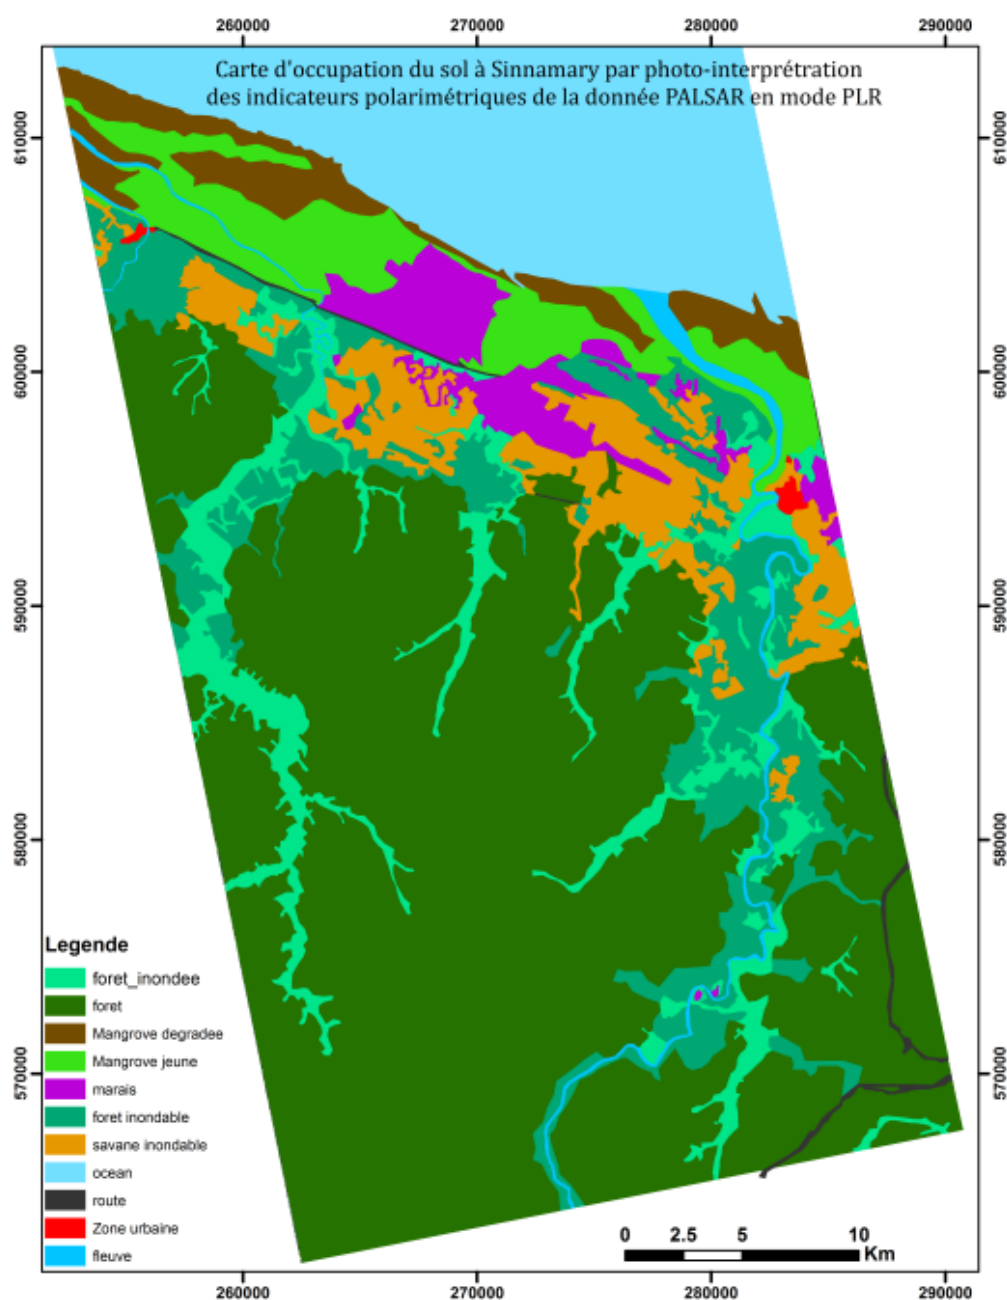 260000 270000 280000 290000
Carte d'occupation du sol à Sinnamary par photo-interprétration
des indicateurs polarimétriques de la donnée PALSAR en mode PLR
610000 610000
600000 600000
590000 590000
580000 580000
570000 570000
Legende
foret_inondee
foret
Mangrove degradee
Mangrove jeune
marais
foret inondable
savane inondable
ocean
route
Zone urbaine
fleuve
0 2.5 5 10
Km
260000 270000 280000 290000